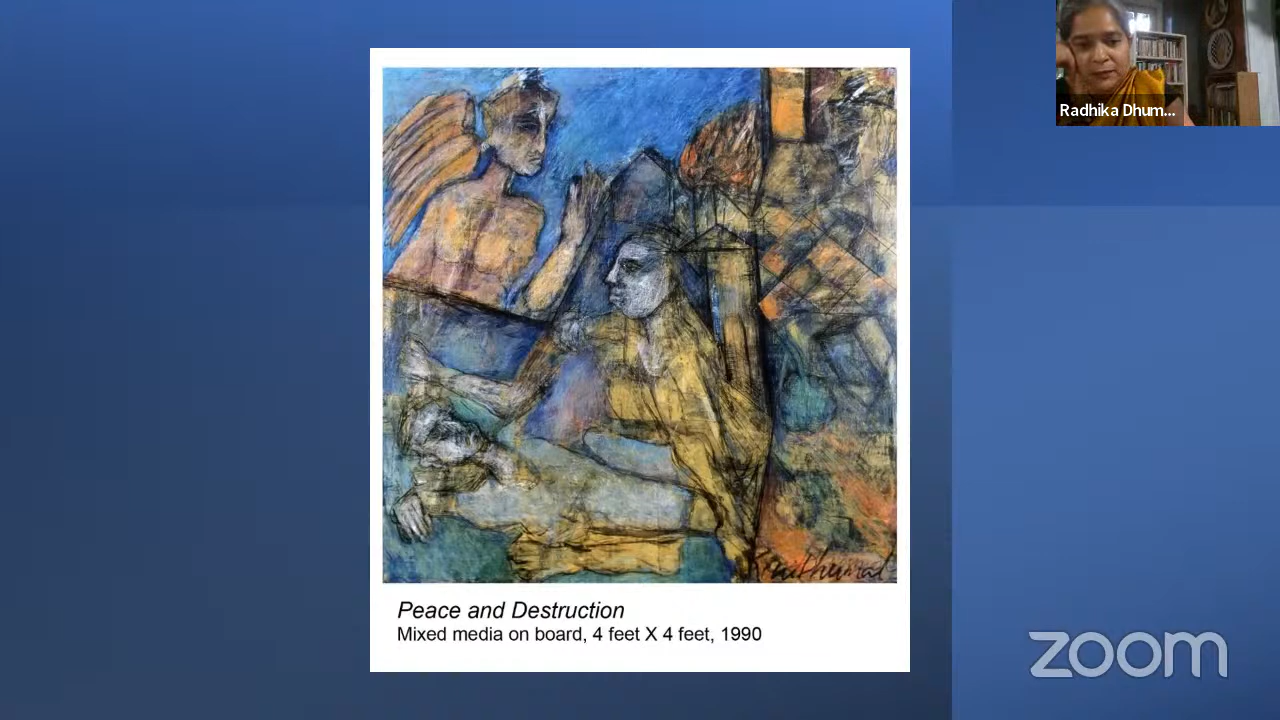 Radhika Dhum...
Peace and Destruction
Mixed media on board, 4 feet X 4 feet, 1990
zoom